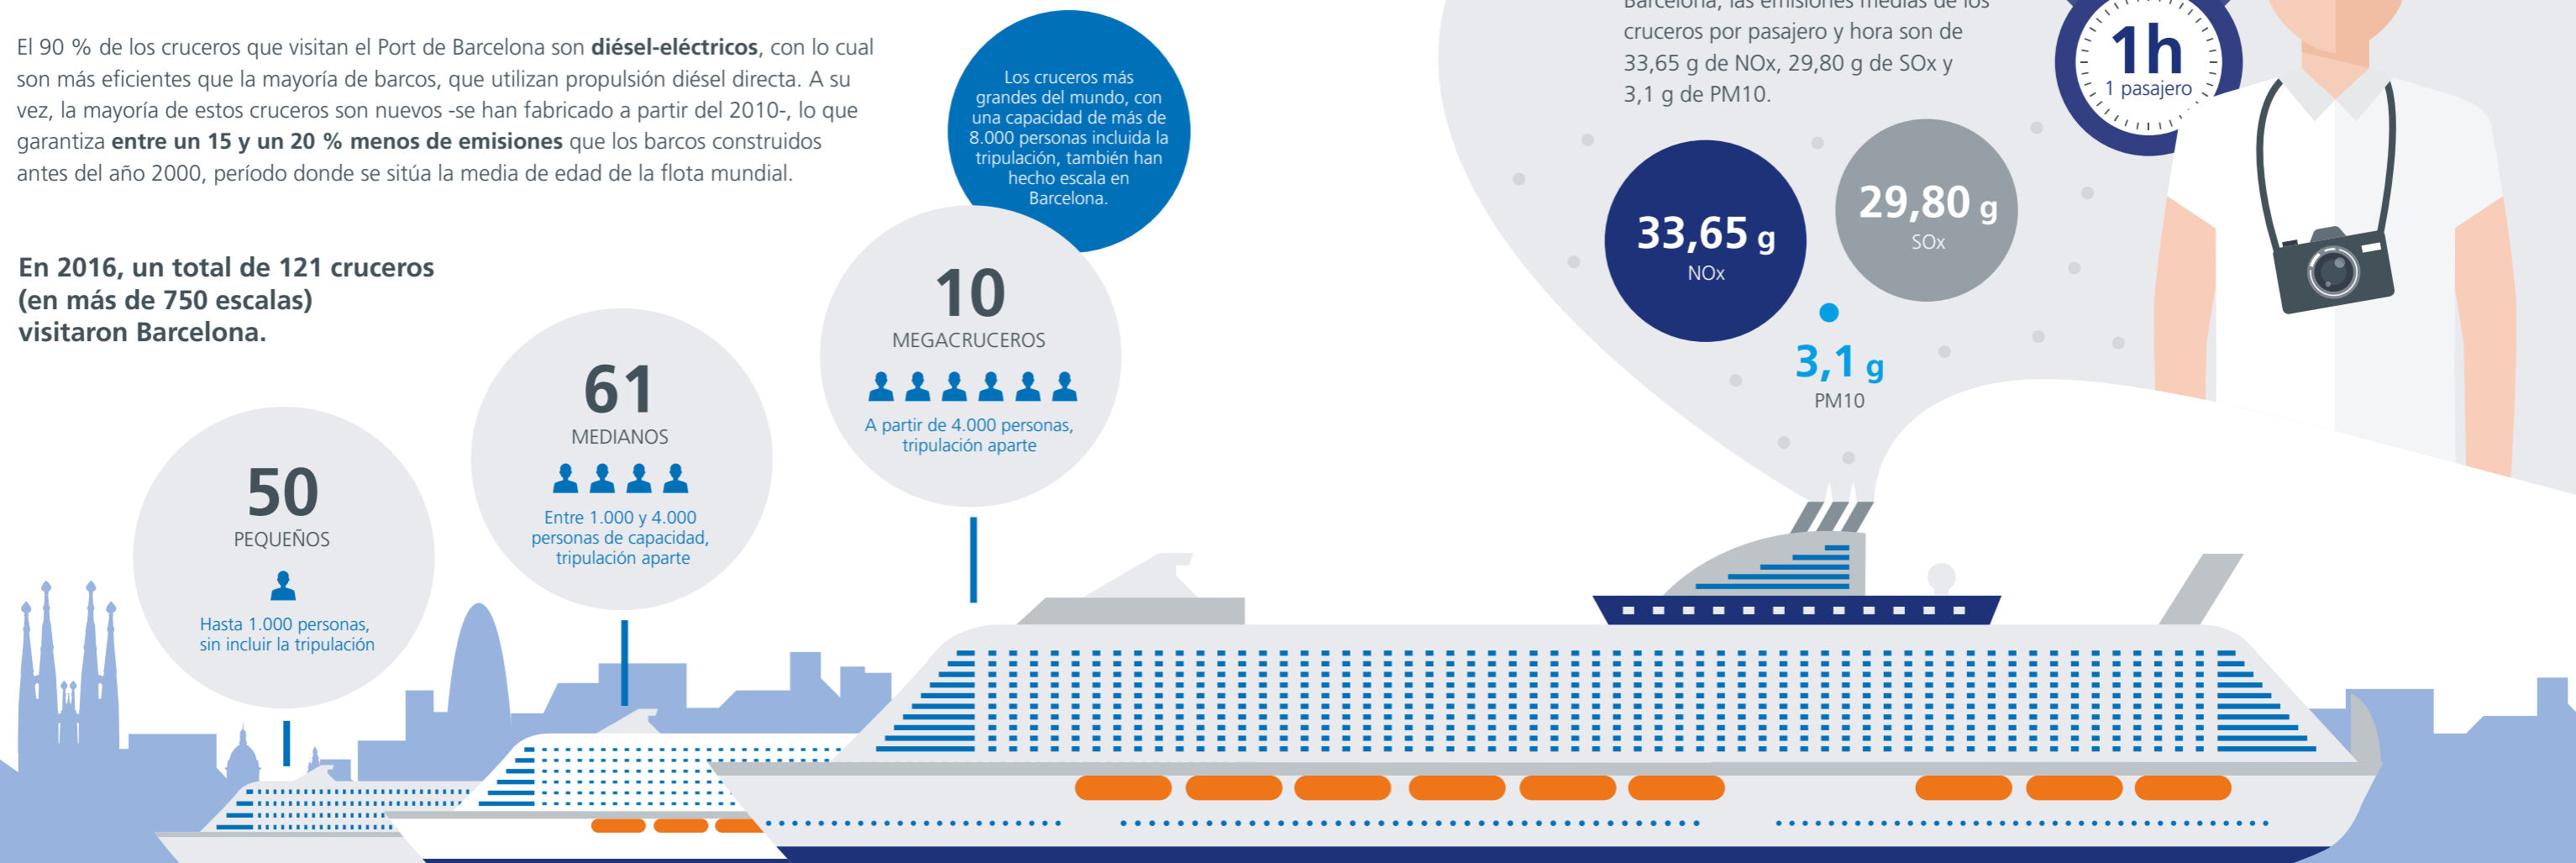 El 90 % de los cruceros que visitan el Port de Barcelona son diésel-eléctricos, con lo cual
son más eficientes que la mayoría de barcos, que utilizan propulsión diésel directa. A su
vez, la mayoría de estos cruceros son nuevos -se han fabricado a partir del 2010-, lo que
garantiza entre un 15 y un 20 % menos de emisiones que los barcos construidos
antes del año 2000, período donde se sitúa la media de edad de la flota mundial.
En 2016, un total de 121 cruceros
(en más de 750 escalas)
visitaron Barcelona.
50
PEQUEÑOS
Hasta 1.000 personas,
sin incluir la tripulación
61
MEDIANOS
Entre 1.000 y 4.000
personas de capacidad,
tripulación aparte
10
MEGACRUCEROS
A partir de 4.000 personas,
tripulación aparte
Los cruceros más
grandes del mundo, con
una capacidad de más de
8.000 personas incluida la
tripulación, también han
hecho escala en
Barcelona.
Barcelona, las emisiones medias de los
cruceros por pasajero y hora son de
33,65 g de NOx, 29,80 g de SOx y
3,1 g de PM10.
1h
1 pasajero
33,65 g
NOx
29,80 g
SOx
3,1 g
PM10